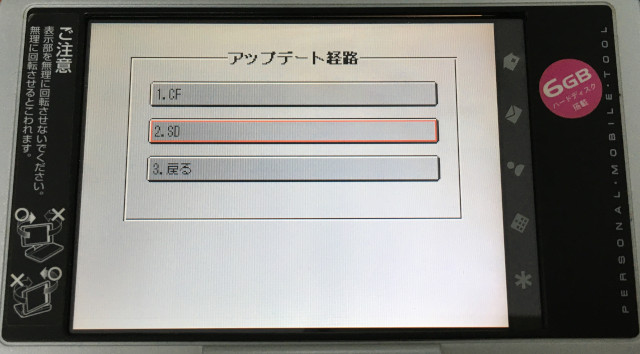 ご注意
表示部を無理に回転させないでください。
無理に回転させるとこわれます。
アップデート経路
1.CF
2.SD
3.戻る
6GB
ハードディスク
搭載
PERSONAL・MOBILE・TOOL